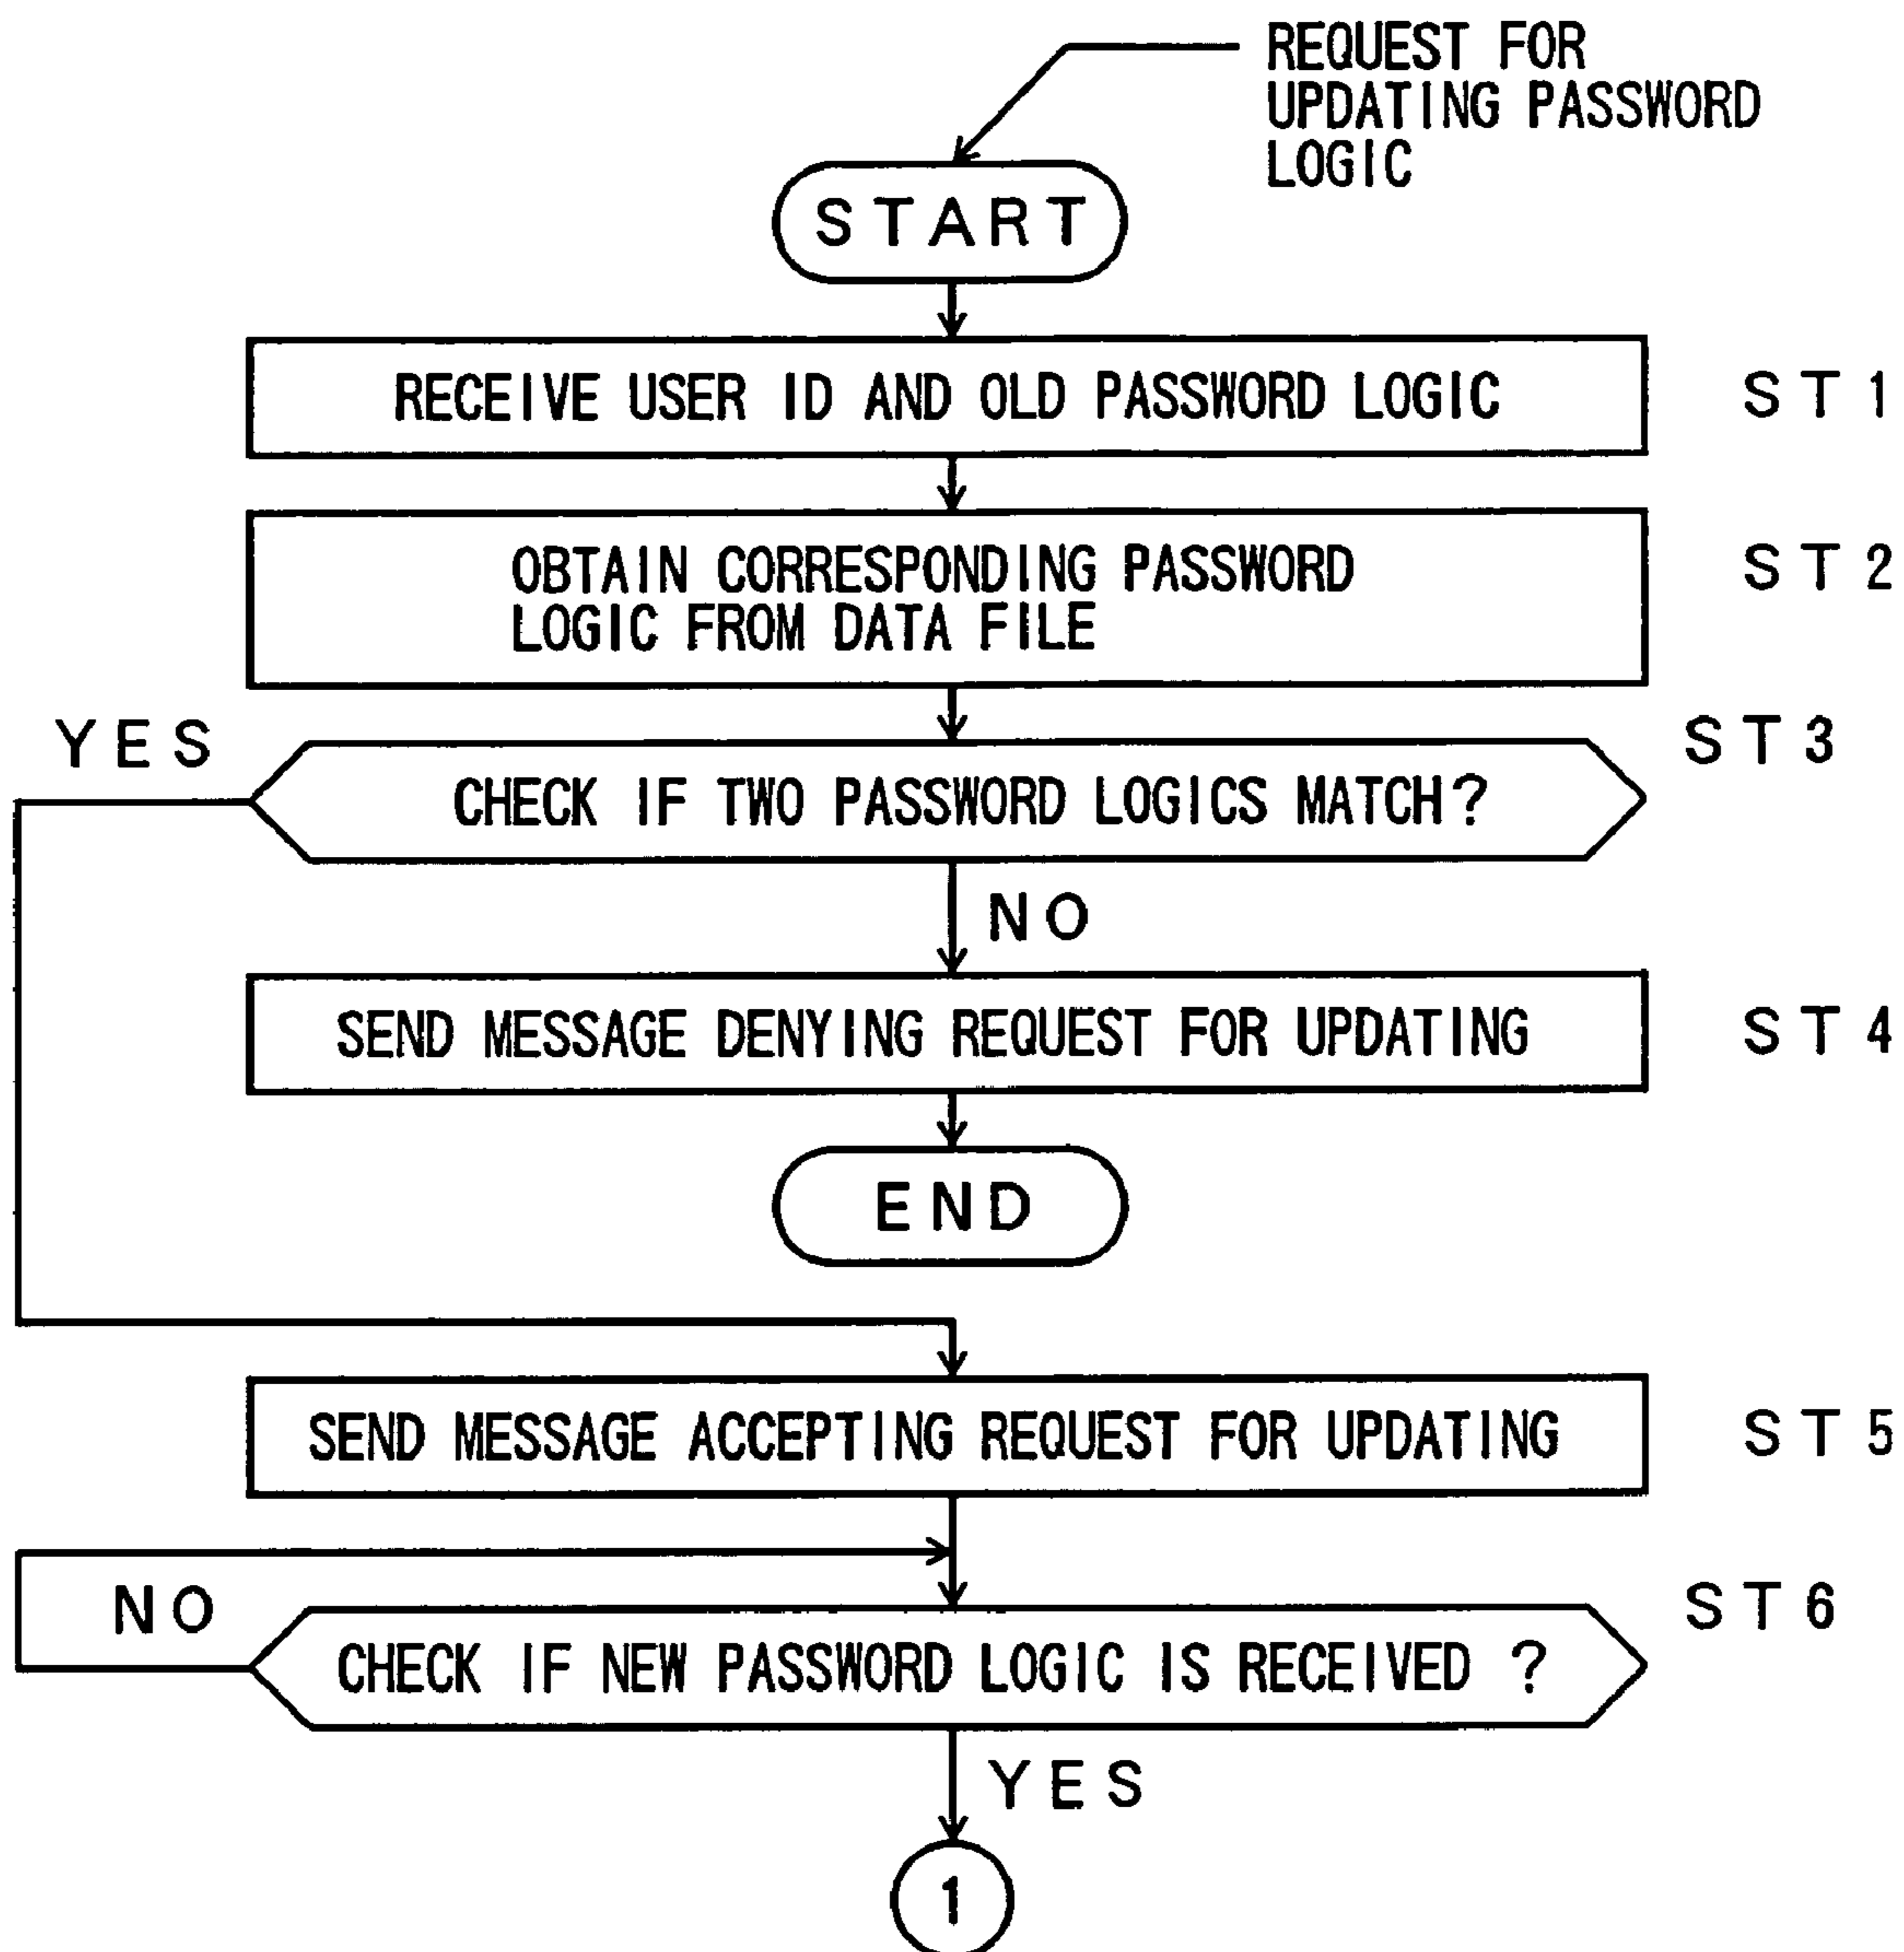 REQUEST FOR
UPDATING PASSWORD
LOGIC
START
RECEIVE USER ID AND OLD PASSWORD LOGIC
ST1
OBTAIN CORRESPONDING PASSWORD
LOGIC FROM DATA FILE
ST2
YES
ST3
CHECK IF TWO PASSWORD LOGICS MATCH?
NO
SEND MESSAGE DENYING REQUEST FOR UPDATING
ST4
END
SEND MESSAGE ACCEPTING REQUEST FOR UPDATING
ST5
NO
ST6
CHECK IF NEW PASSWORD LOGIC IS RECEIVED ?
YES
1